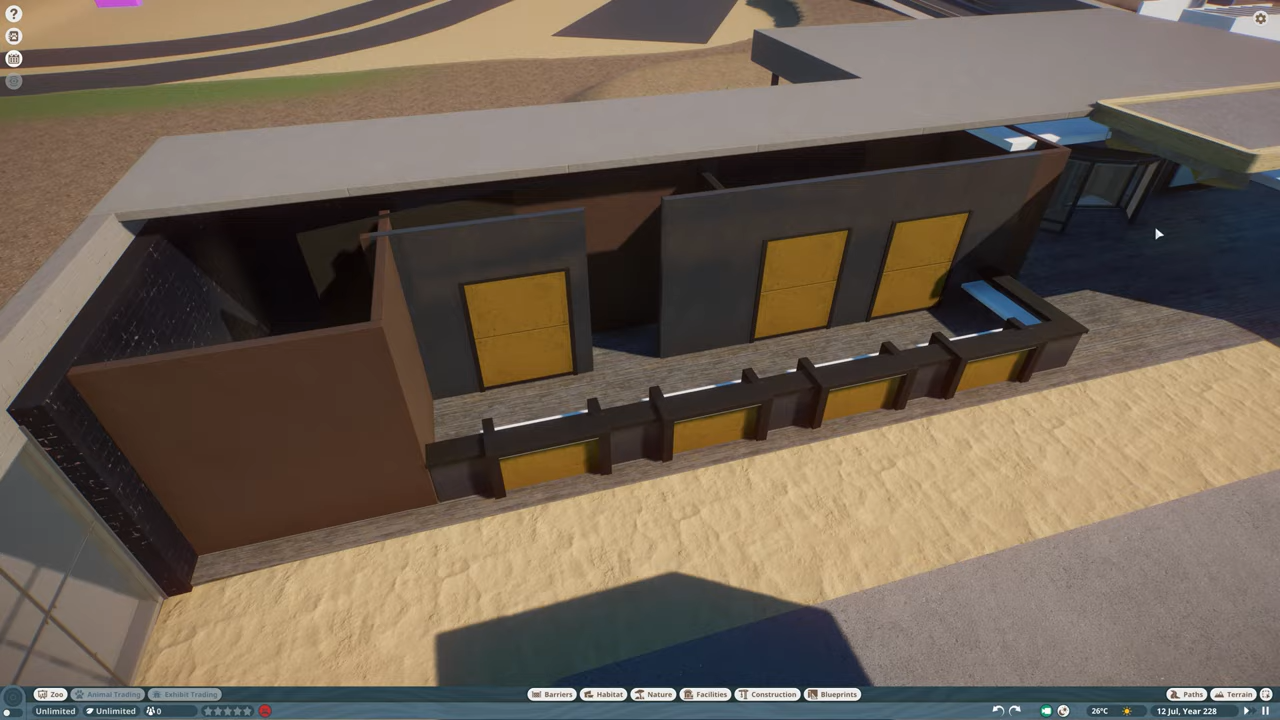 ?
Zoo Animal Trading Exhibit Trading Barriers Habitat Nature Facilities Construction Blueprints Paths Terrain
Unlimited Unlimited 0 26°C 12 Jul, Year 228